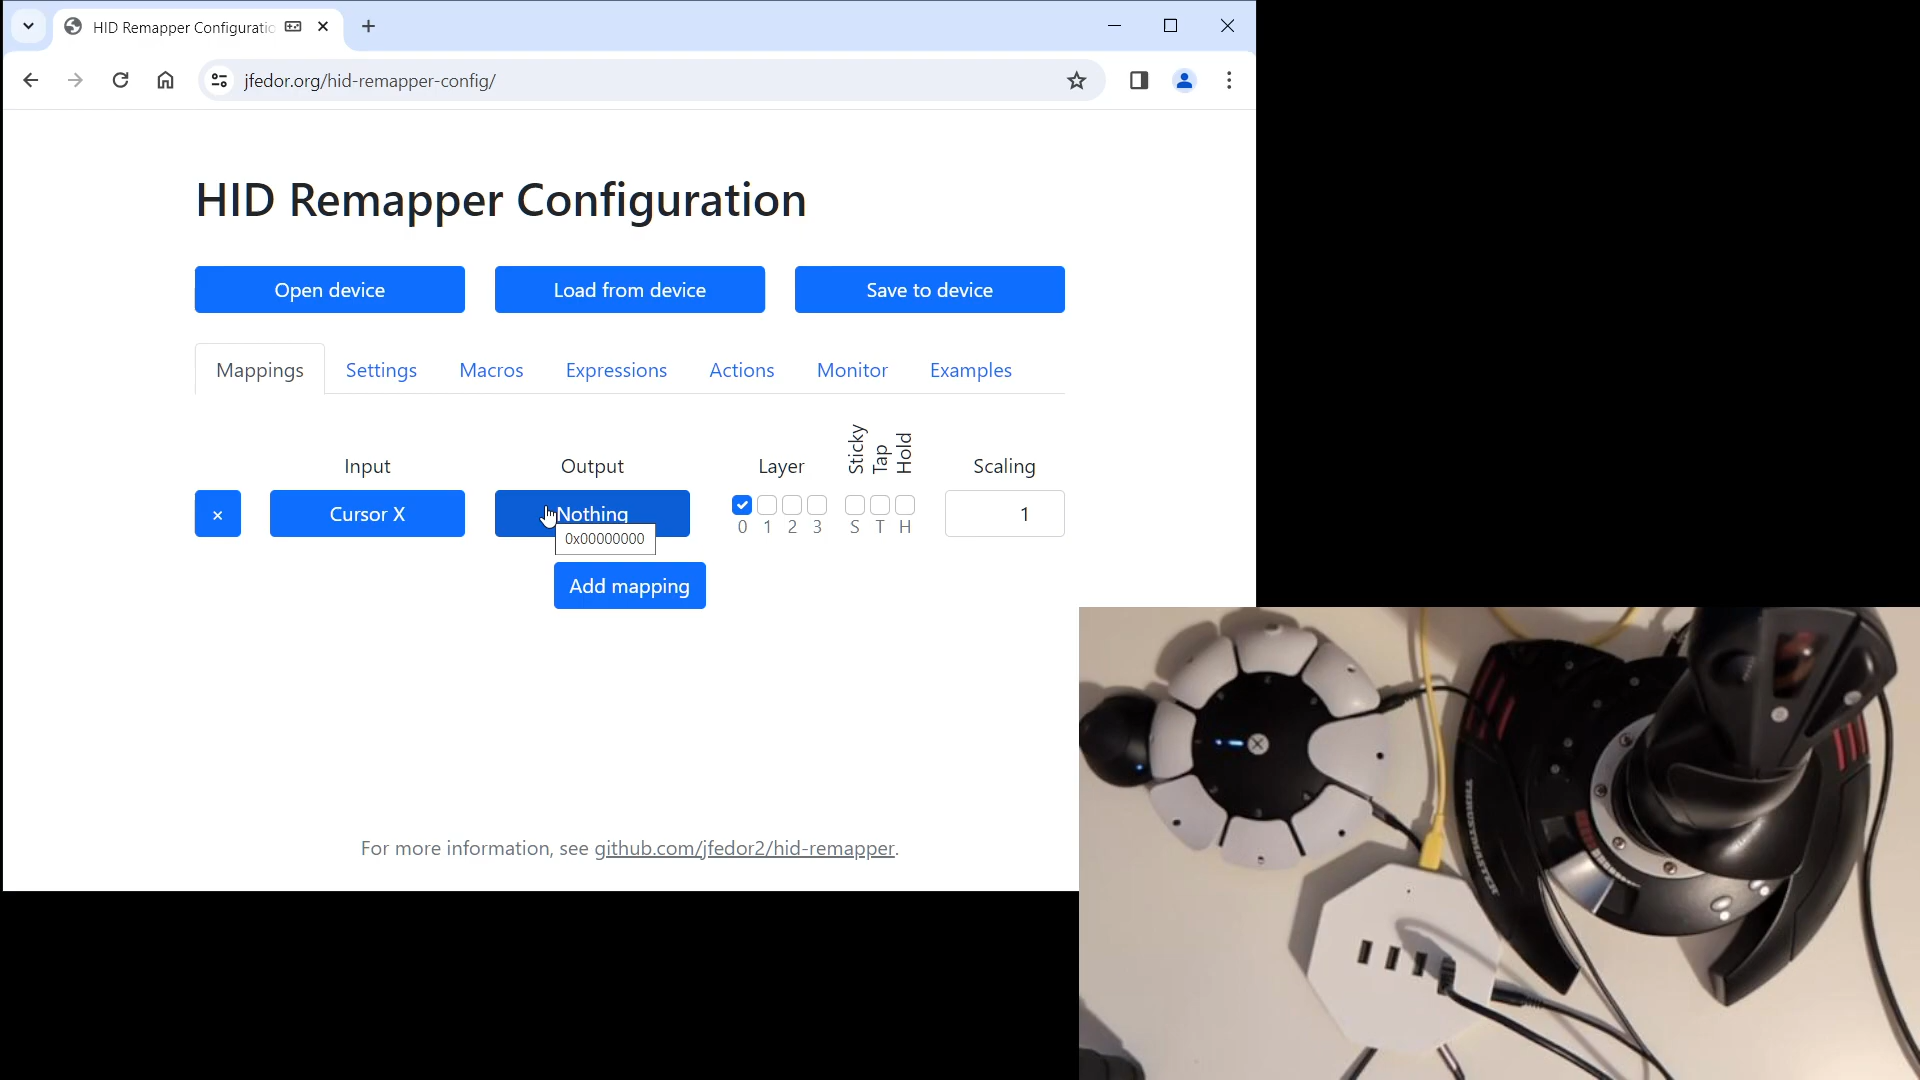 HID Remapper Configuratio
jfedor.org/hid-remapper-config/
HID Remapper Configuration
Open device
Load from device
Save to device
Mappings
Settings
Macros
Expressions
Actions
Monitor
Examples
Input
Output
Layer
Sticky
Tap
Hold
Scaling
×
Cursor X
Nothing
0 1 2 3
S T H
1
0x00000000
Add mapping
For more information, see github.com/jfedor2/hid-remapper.
THRUSTMASTER